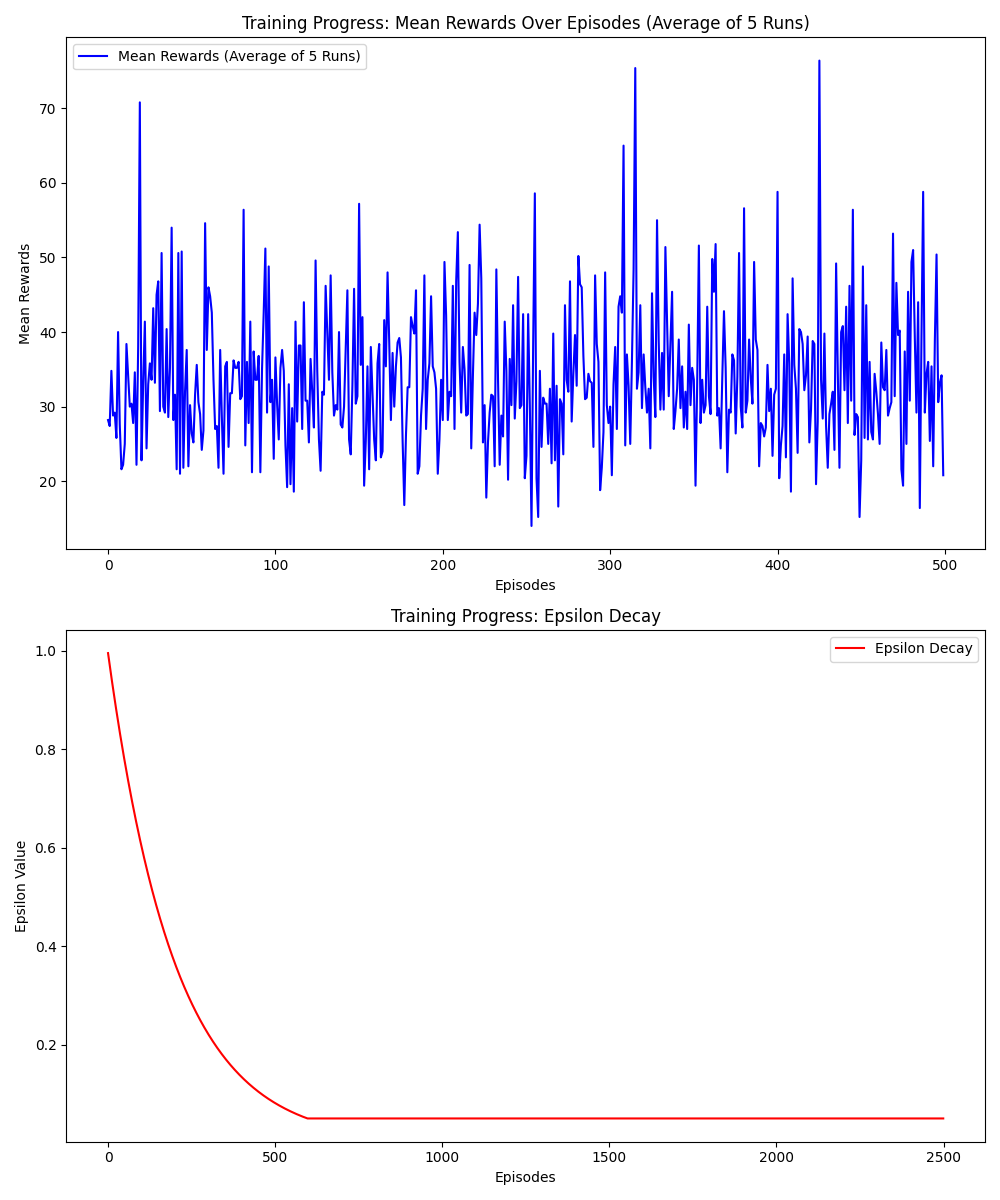 Training Progress: Mean Rewards Over Episodes (Average of 5 Runs)
Mean Rewards (Average of 5 Runs)
Mean Rewards
70
60
50
40
30
20
0 100 200 300 400 500
Episodes
Training Progress: Epsilon Decay
Epsilon Decay
Epsilon Value
1.0
0.8
0.6
0.4
0.2
0 500 1000 1500 2000 2500
Episodes